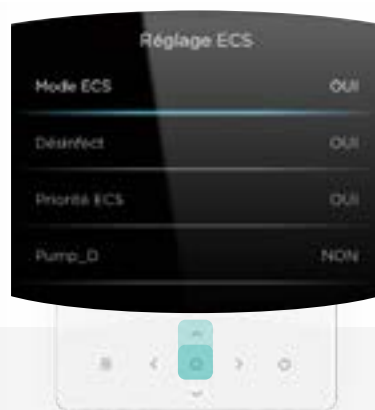 Réglage ECS
Mode ECS OUI
Désinfect OUI
Priorité ECS OUI
Pump_D NON